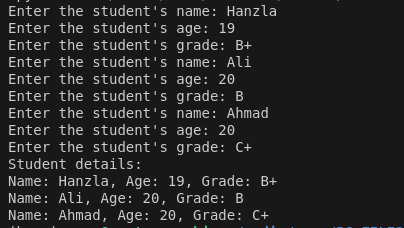 Enter the student's name: Hanzla
Enter the student's age: 19
Enter the student's grade: B+
Enter the student's name: Ali
Enter the student's age: 20
Enter the student's grade: B
Enter the student's name: Ahmad
Enter the student's age: 20
Enter the student's grade: C+
Student details:
Name: Hanzla, Age: 19, Grade: B+
Name: Ali, Age: 20, Grade: B
Name: Ahmad, Age: 20, Grade: C+